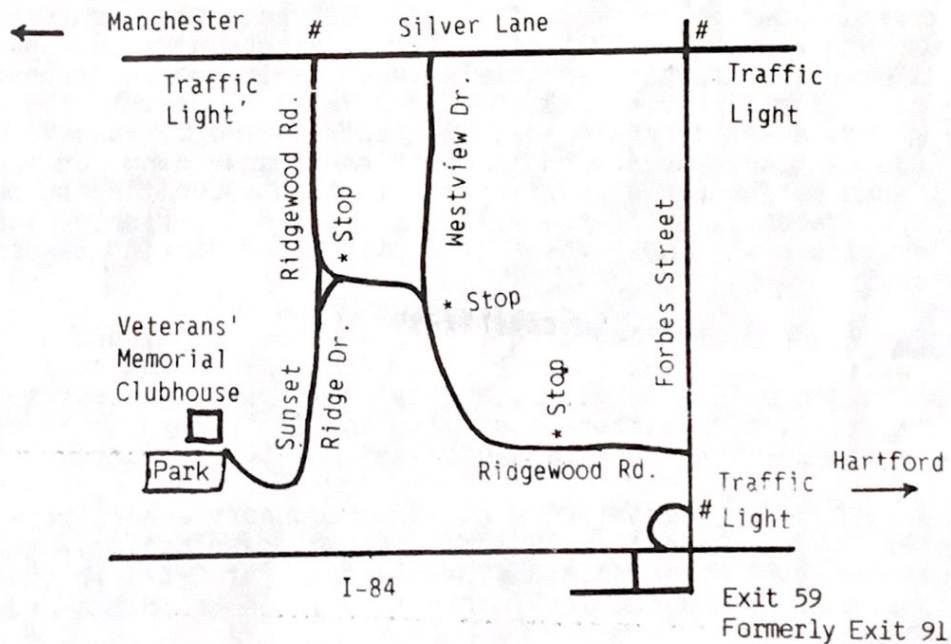 Manchester # Silver Lane #
Traffic
Light
Traffic
Light
Ridgewood Rd.
* Stop
Westview Dr
Forbes Street
* Stop
Veterans'
Memorial
Clubhouse
Sunset
Ridge Dr.
* Stop
Park
Ridgewood Rd.
Hartford
# Traffic
Light
I-84
Exit 59
Formerly Exit 91